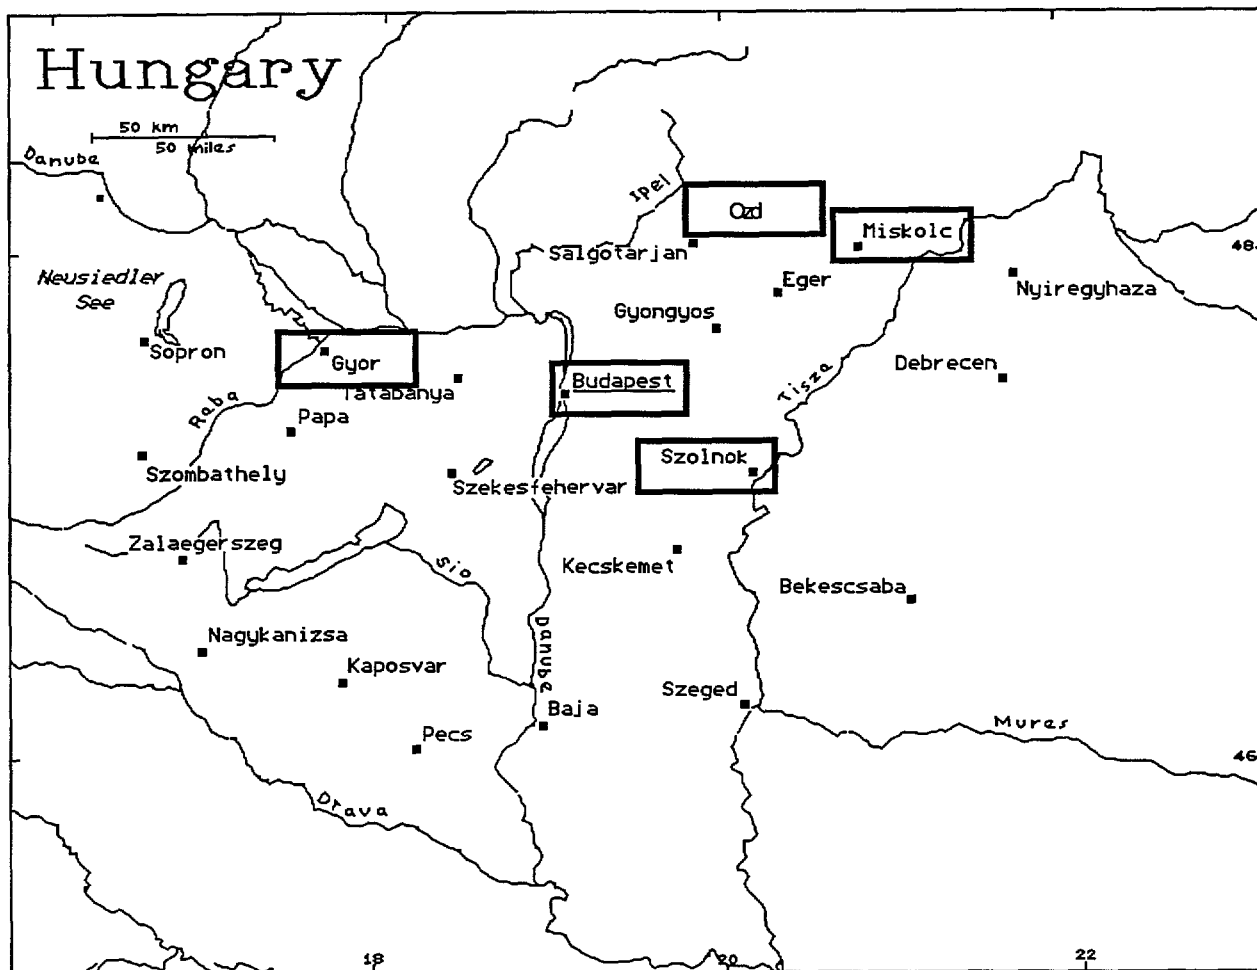 Hungary
50 km
50 miles
Danube
Ipel
Ozd
Miskolc
Salgotarjan
48
Neusiedler
See
Eger
Nyiregyhaza
Gyongyos
Sopron
Gyor
Budapest
Tisza
Debrecen
Tatabanya
Raba
Papa
Szolnok
Szombathely
Szekesfehervar
Zalaegerszeg
Sio
Kecskemet
Bekescsaba
Nagykanizsa
Danube
Kaposvar
Szeged
Baja
Mures
Pecs
46
Drava
18
20
22